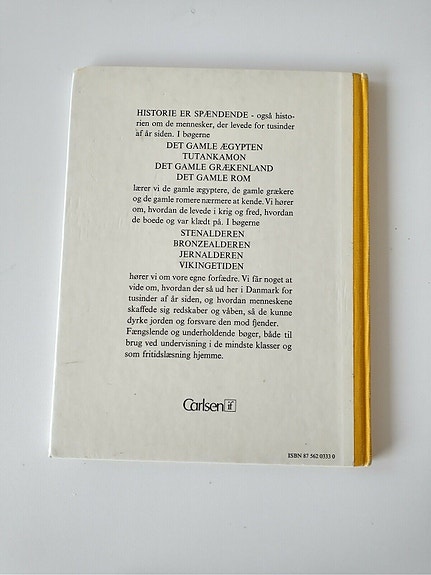 HISTORIE ER SPÆNDENDE - også histo-
rien om de mennesker, der levede for tusinder
af år siden. I bøgerne
DET GAMLE ÆGYPTEN
TUTANKAMON
DET GAMLE GRÆKENLAND
DET GAMLE ROM
lærer vi de gamle ægyptere, de gamle grækere
og de gamle romere nærmere at kende. Vi hører
om, hvordan de levede i krig og fred, hvordan
de boede og var klædt på. I bøgerne
STENALDEREN
BRONZEALDEREN
JERNALDEREN
VIKINGETIDEN
hører vi om vore egne forfædre. Vi får noget at
vide om, hvordan der så ud her i Danmark for
tusinder af år siden, og hvordan menneskene
skaffede sig redskaber og våben, så de kunne
dyrke jorden og forsvare den mod fjender.
Fængslende og underholdende bøger, både til
brug ved undervisning i de mindste klasser og
som fritidslæsning hjemme.
Carlsen if
ISBN 87 562 0333 0